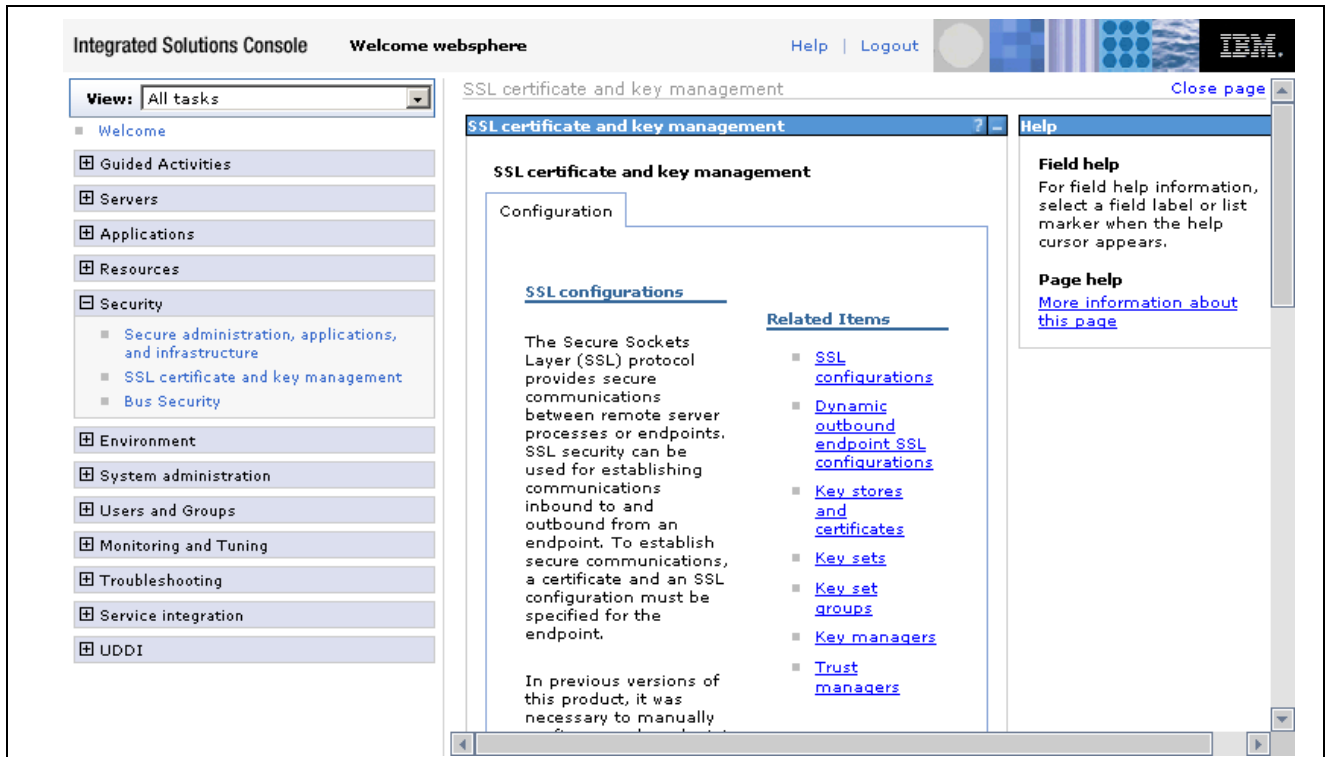 Integrated Solutions Console
Welcome websphere
Help | Logout
IBM.
View: All tasks
Welcome
Guided Activities
Servers
Applications
Resources
Security
Secure administration, applications,
and infrastructure
SSL certificate and key management
Bus Security
Environment
System administration
Users and Groups
Monitoring and Tuning
Troubleshooting
Service integration
UDDI
SSL certificate and key management
Close page
SSL certificate and key management
? –
SSL certificate and key management
Configuration
SSL configurations
The Secure Sockets
Layer (SSL) protocol
provides secure
communications
between remote server
processes or endpoints.
SSL security can be
used for establishing
communications
inbound to and
outbound from an
endpoint. To establish
secure communications,
a certificate and an SSL
configuration must be
specified for the
endpoint.
In previous versions of
this product, it was
necessary to manually
Related Items
SSL
configurations
Dynamic
outbound
endpoint SSL
configurations
Key stores
and
certificates
Key sets
Key set
groups
Key managers
Trust
managers
Help
Field help
For field help information,
select a field label or list
marker when the help
cursor appears.
Page help
More information about
this page